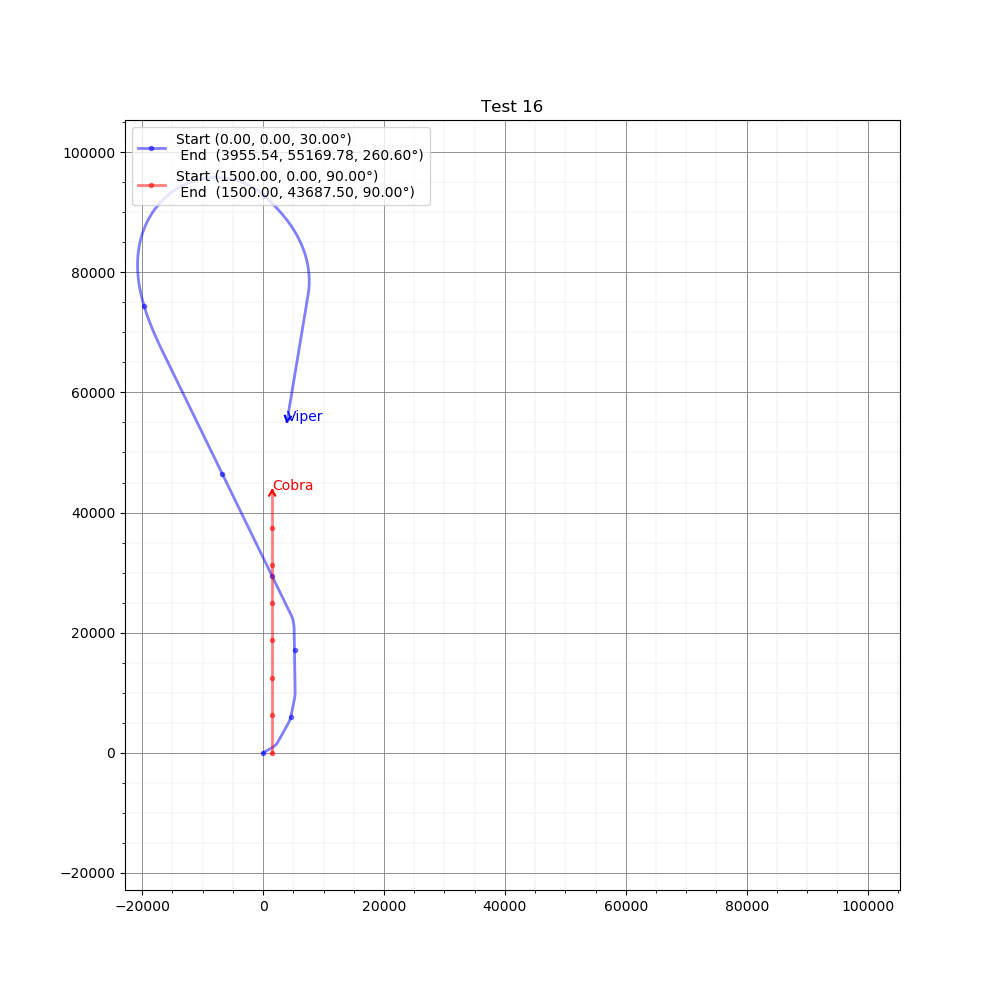 Test 16
Start (0.00, 0.00, 30.00°)
End (3955.54, 55169.78, 260.60°)
Start (1500.00, 0.00, 90.00°)
End (1500.00, 43687.50, 90.00°)
100000
80000
60000
40000
20000
0
−20000
Viper
Cobra
−20000 0 20000 40000 60000 80000 100000